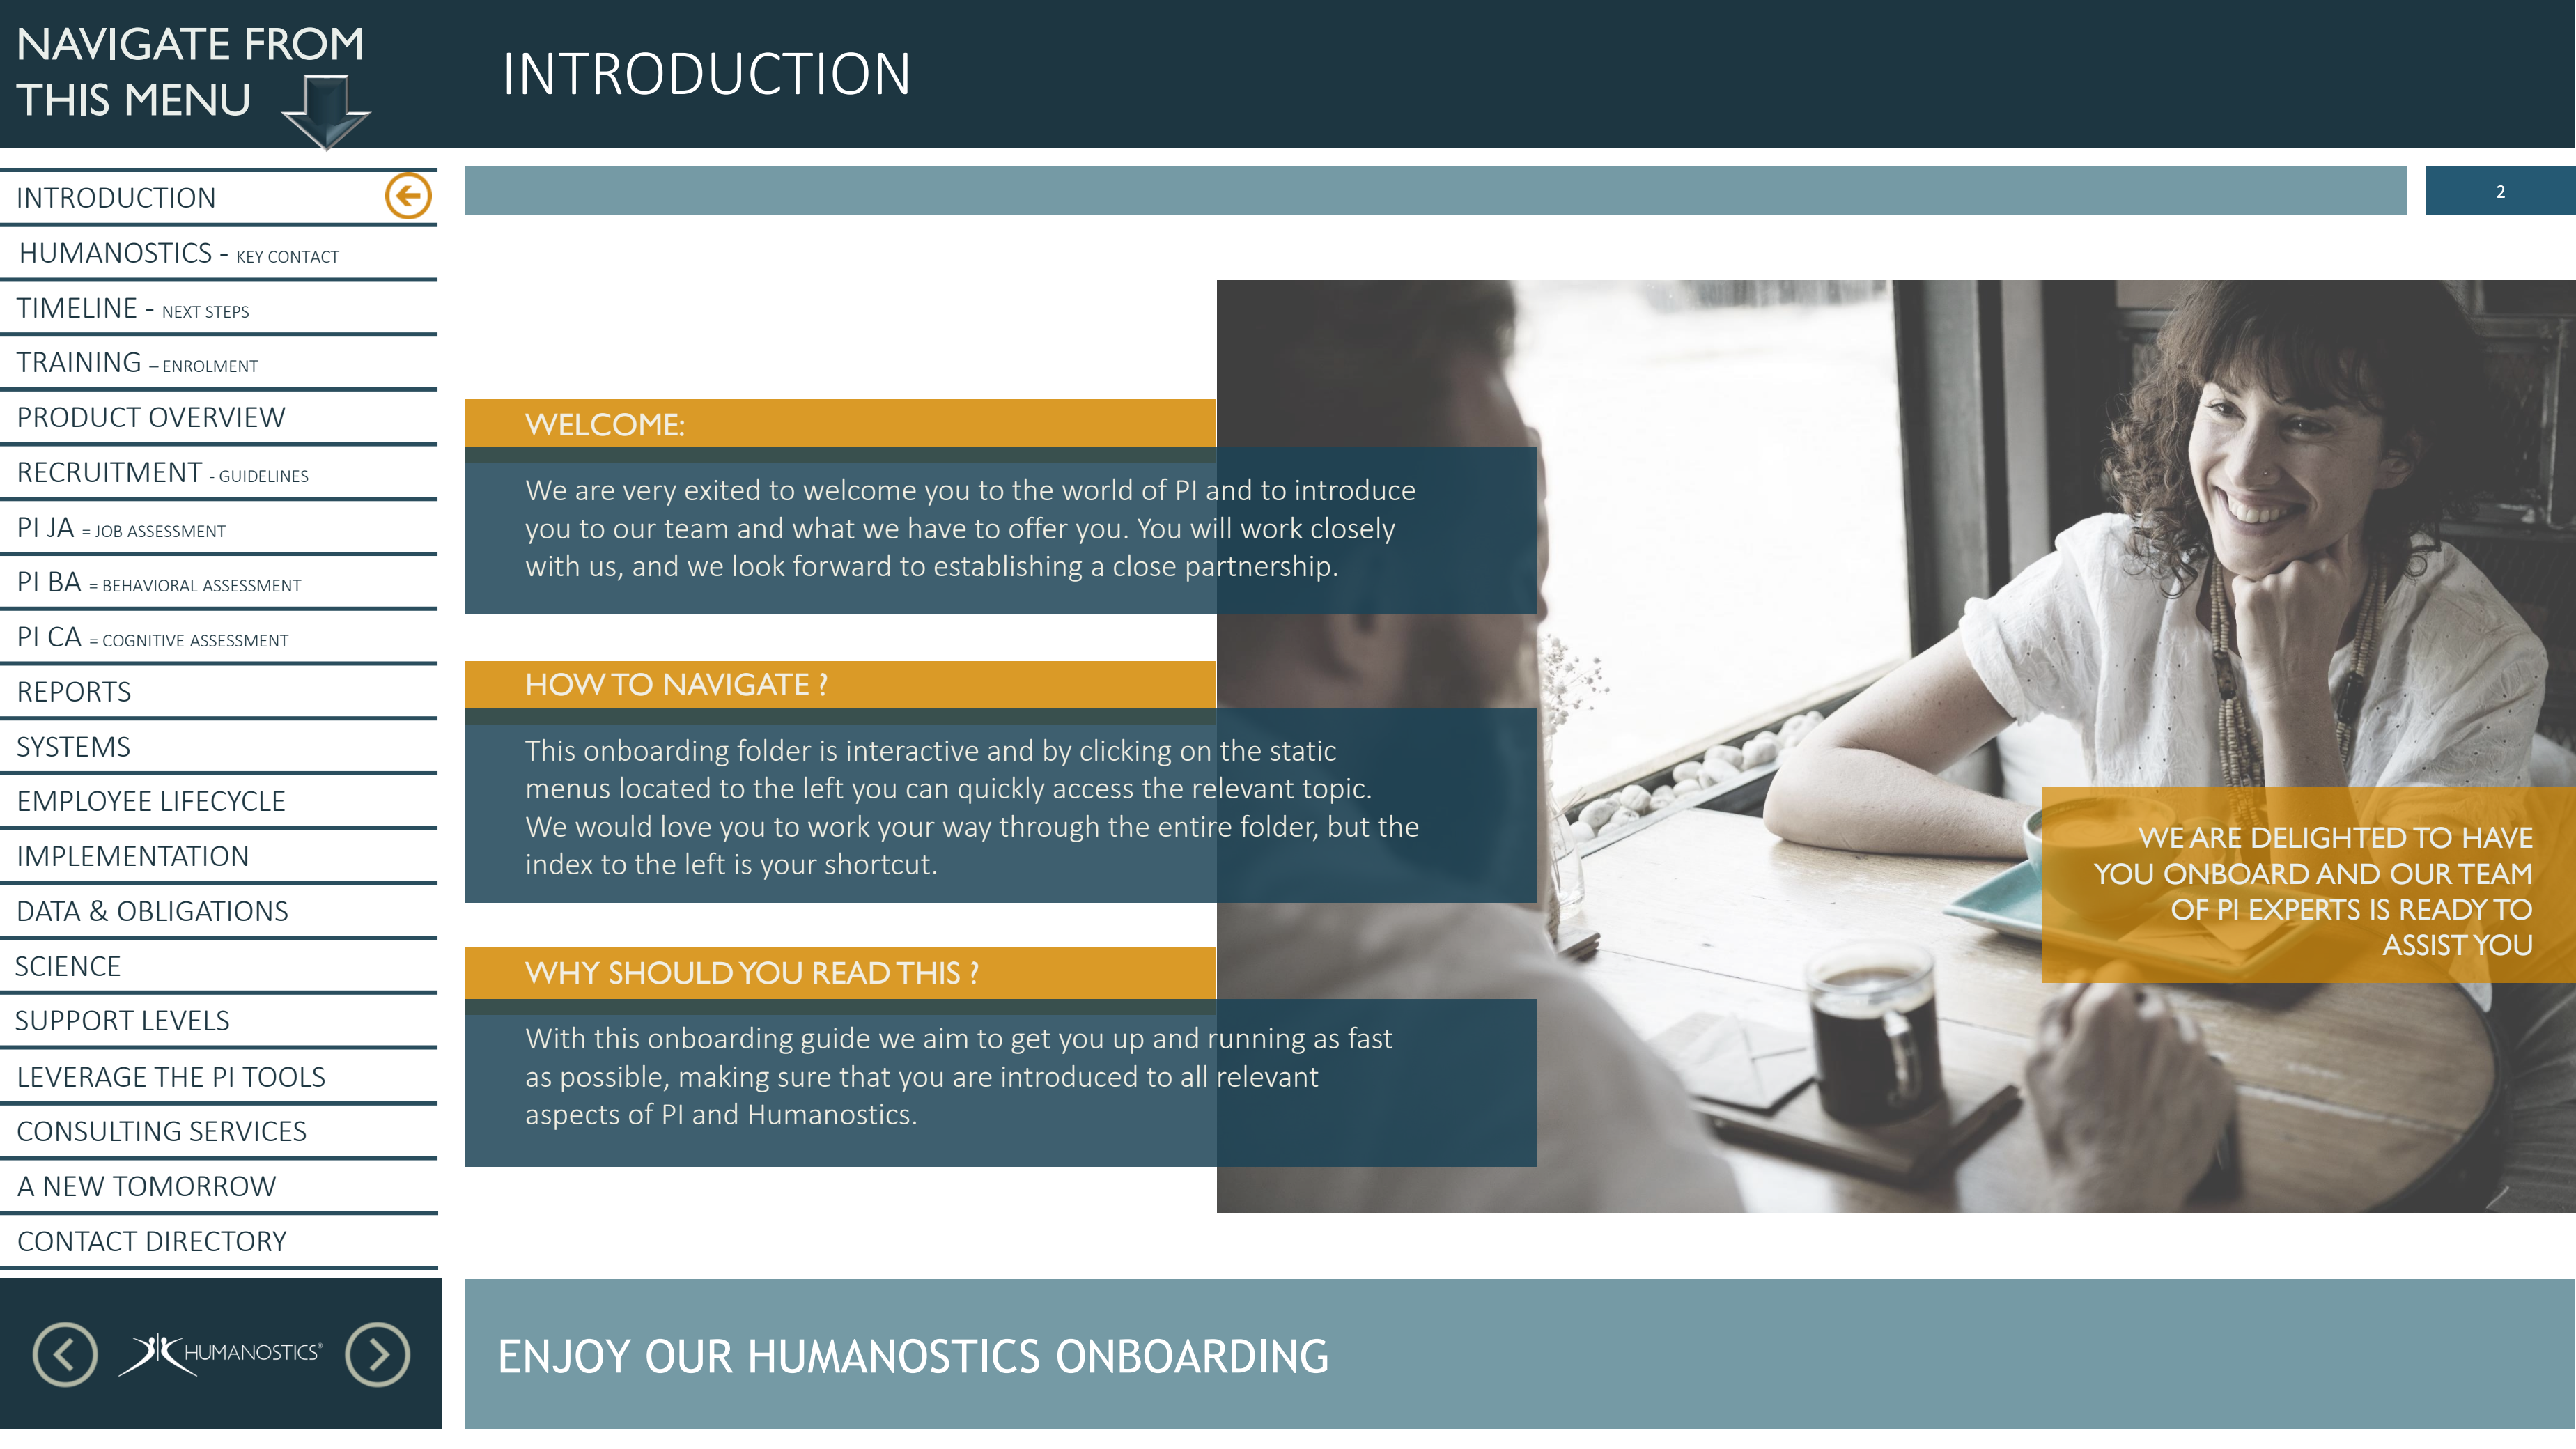 NAVIGATE FROM
THIS MENU
INTRODUCTION
INTRODUCTION
HUMANOSTICS - KEY CONTACT
TIMELINE - NEXT STEPS
TRAINING – ENROLMENT
PRODUCT OVERVIEW
RECRUITMENT - GUIDELINES
PI JA = JOB ASSESSMENT
PI BA = BEHAVIORAL ASSESSMENT
PI CA = COGNITIVE ASSESSMENT
REPORTS
SYSTEMS
EMPLOYEE LIFECYCLE
IMPLEMENTATION
DATA & OBLIGATIONS
SCIENCE
SUPPORT LEVELS
LEVERAGE THE PI TOOLS
CONSULTING SERVICES
A NEW TOMORROW
CONTACT DIRECTORY
HUMANOSTICS®
2
WELCOME:
We are very exited to welcome you to the world of PI and to introduce
you to our team and what we have to offer you. You will work closely
with us, and we look forward to establishing a close partnership.
HOW TO NAVIGATE ?
This onboarding folder is interactive and by clicking on the static
menus located to the left you can quickly access the relevant topic.
We would love you to work your way through the entire folder, but the
index to the left is your shortcut.
WHY SHOULD YOU READ THIS ?
With this onboarding guide we aim to get you up and running as fast
as possible, making sure that you are introduced to all relevant
aspects of PI and Humanostics.
WE ARE DELIGHTED TO HAVE
YOU ONBOARD AND OUR TEAM
OF PI EXPERTS IS READY TO
ASSIST YOU
ENJOY OUR HUMANOSTICS ONBOARDING